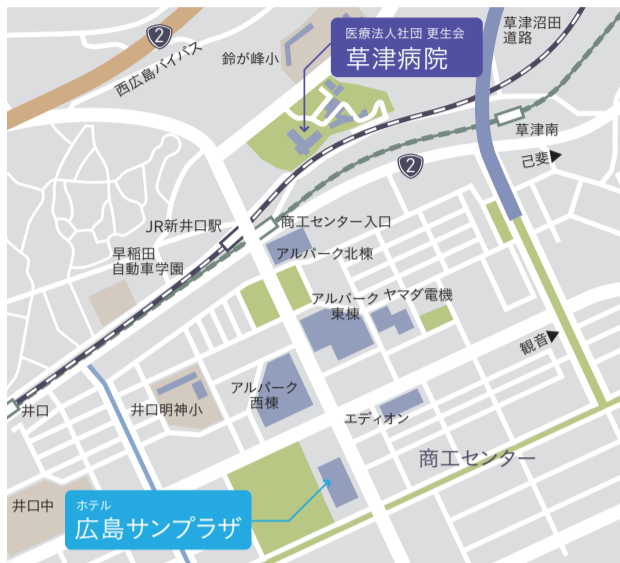 2
西広島バイパス
鈴が峰小
医療法人社団 更生会
草津病院
草津沼田
道路
草津南
己斐
2
JR新井口駅
商工センター入口
早稲田
自動車学園
アルパーク北棟
アルパーク
東棟
ヤマダ電機
観音
井口
井口明神小
アルパーク
西棟
エディオン
商工センター
井口中
ホテル
広島サンプラザ